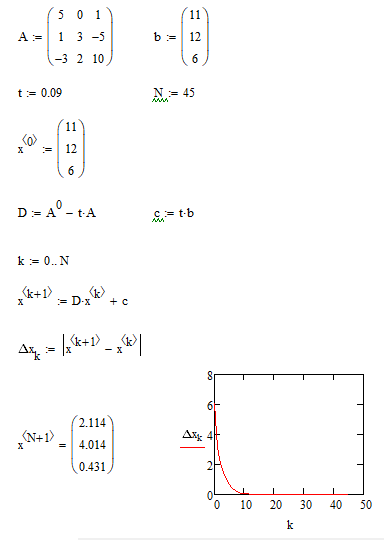 A := ( 5 0 1   b := ( 11
1 3 −5   12
−3 2 10 )   6 )
t := 0.09   N := 45
x^⟨0⟩ := ( 11
12
6 )
D := A^0 − t·A   c := t·b
k := 0.. N
x^⟨k+1⟩ := D·x^⟨k⟩ + c
Δx_k := |x^⟨k+1⟩ − x^⟨k⟩|
x^⟨N+1⟩ = ( 2.114
4.014
0.431 )
8
6
Δx_k 4
2
0
0 10 20 30 40 50
k